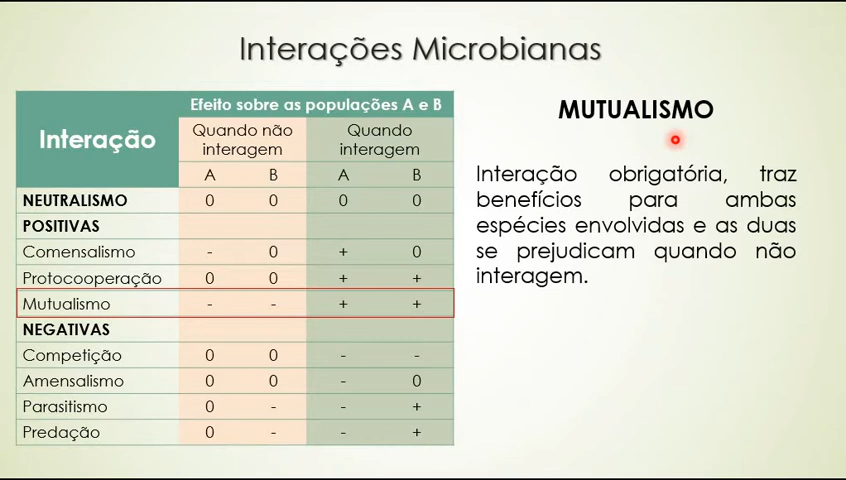 Interações Microbianas
Interação
Efeito sobre as populações A e B
Quando não interagem
Quando interagem
A B A B
NEUTRALISMO 0 0 0 0
POSITIVAS
Comensalismo - 0 + 0
Protocooperação 0 0 + +
Mutualismo - - + +
NEGATIVAS
Competição 0 0 - -
Amensalismo 0 0 - 0
Parasitismo 0 - - +
Predação 0 - - +
MUTUALISMO
Interação obrigatória, traz
benefícios para ambas
espécies envolvidas e as duas
se prejudicam quando não
interagem.